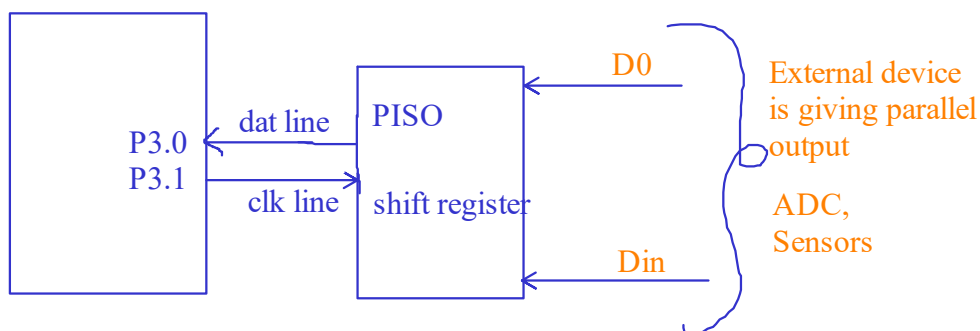 P3.0
P3.1
dat line
clk line
PISO
shift register
D0
Din
External device
is giving parallel
output
ADC,
Sensors